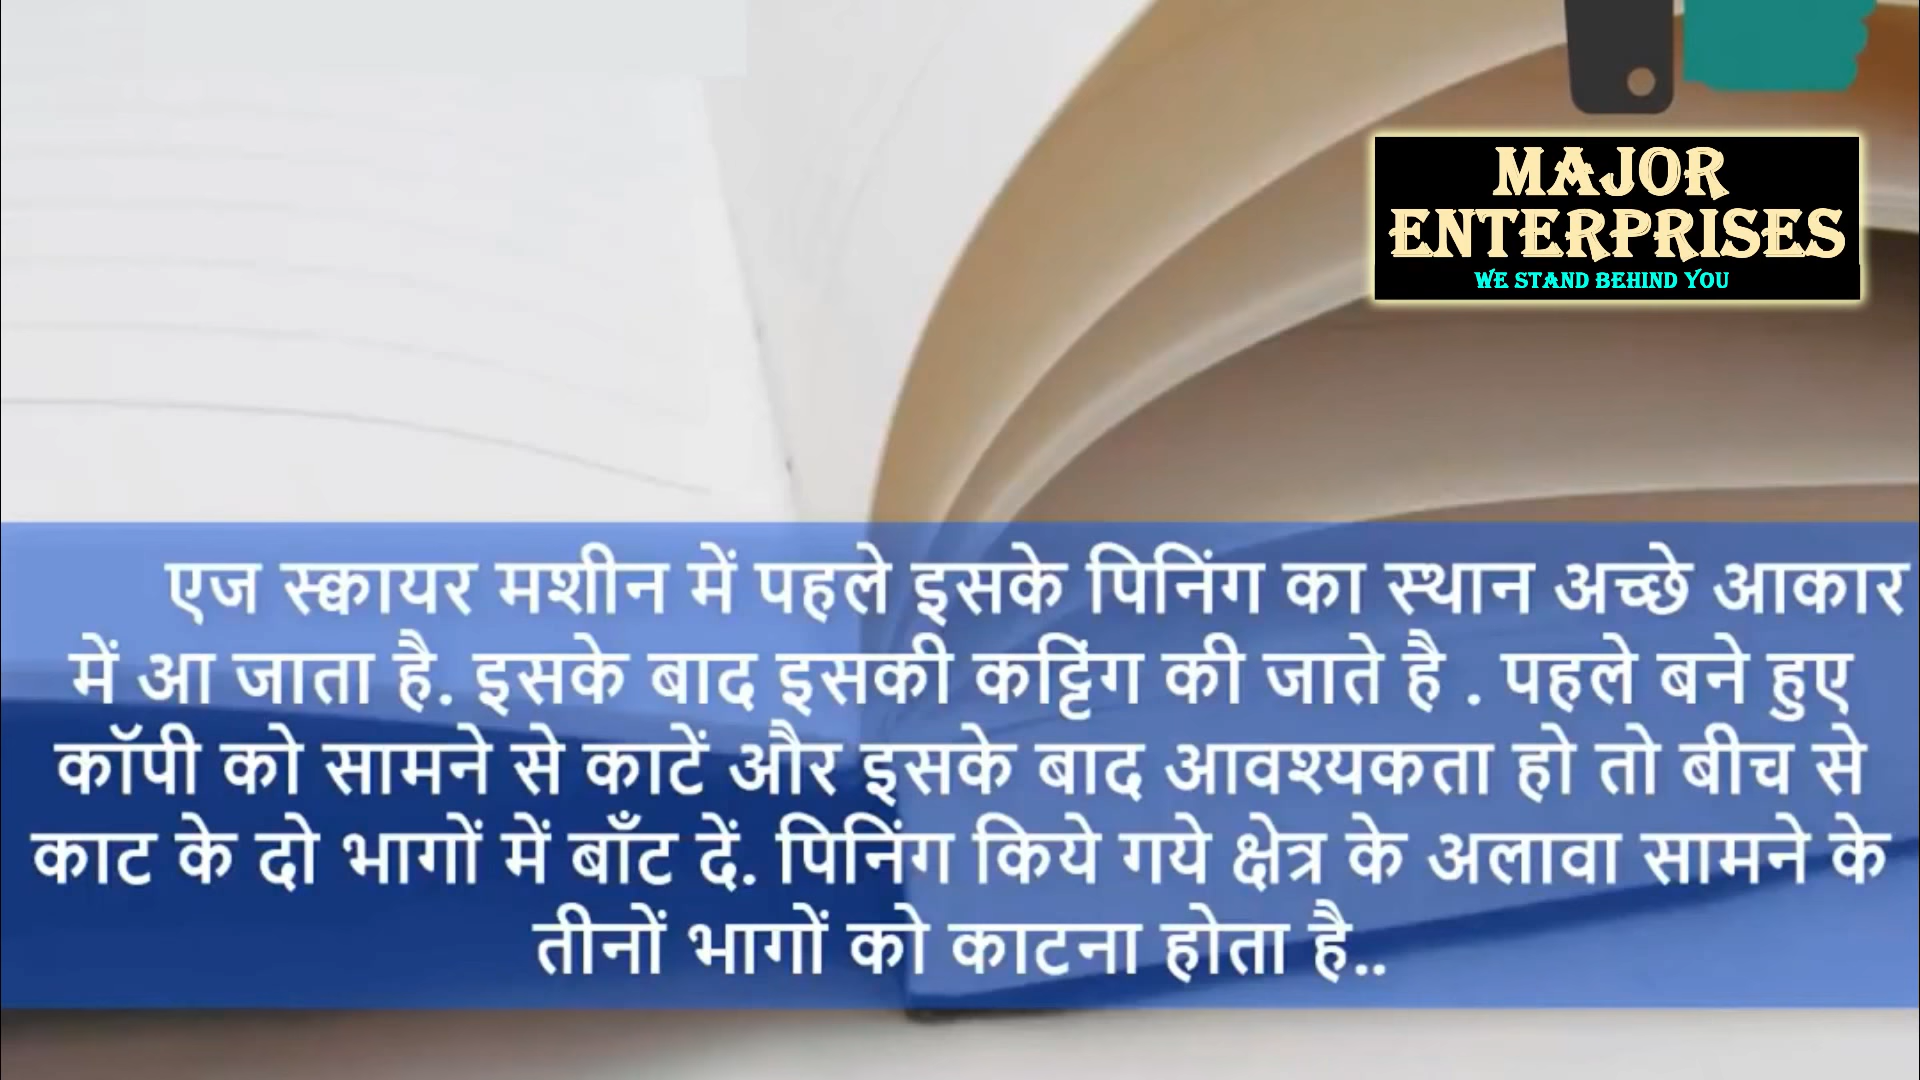 MAJOR
ENTERPRISES
WE STAND BEHIND YOU
एज स्क्वायर मशीन में पहले इसके पिनिंग का स्थान अच्छे आकार
में आ जाता है. इसके बाद इसकी कट्टिंग की जाते है . पहले बने हुए
कॉपी को सामने से काटें और इसके बाद आवश्यकता हो तो बीच से
काट के दो भागों में बाँट दें. पिनिंग किये गये क्षेत्र के अलावा सामने के
तीनों भागों को काटना होता है..